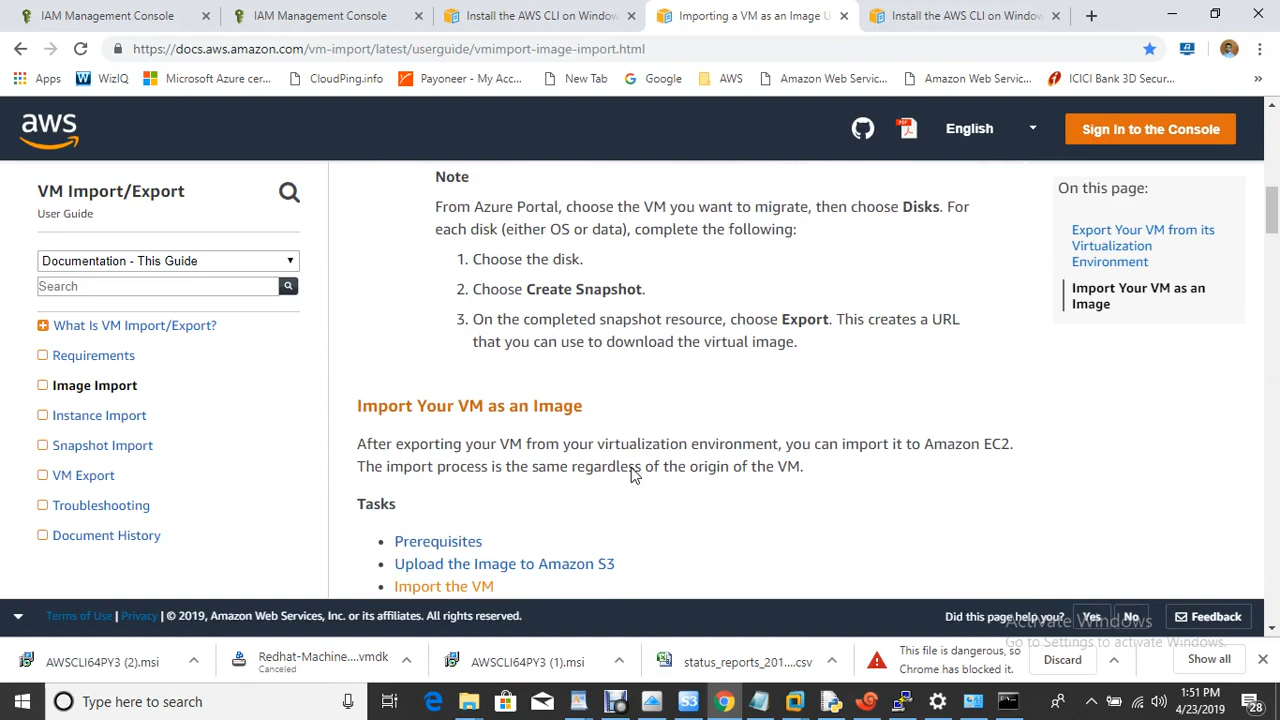 IAM Management Console
IAM Management Console
Install the AWS CLI on Window
Importing a VM as an Image U
Install the AWS CLI on Window
https://docs.aws.amazon.com/vm-import/latest/userguide/vmimport-image-import.html
Apps
WizIQ
Microsoft Azure cer...
CloudPing.info
Payoneer - My Acc...
New Tab
Google
AWS
Amazon Web Servic...
Amazon Web Servic...
ICICI Bank 3D Secur...
aws
PDF
English
Sign In to the Console
VM Import/Export
User Guide
Documentation - This Guide
Search
What Is VM Import/Export?
Requirements
Image Import
Instance Import
Snapshot Import
VM Export
Troubleshooting
Document History
Note
From Azure Portal, choose the VM you want to migrate, then choose Disks. For
each disk (either OS or data), complete the following:
1. Choose the disk.
2. Choose Create Snapshot.
3. On the completed snapshot resource, choose Export. This creates a URL
that you can use to download the virtual image.
Import Your VM as an Image
After exporting your VM from your virtualization environment, you can import it to Amazon EC2.
The import process is the same regardless of the origin of the VM.
Tasks
• Prerequisites
• Upload the Image to Amazon S3
• Import the VM
On this page:
Export Your VM from its
Virtualization
Environment
Import Your VM as an
Image
Terms of Use | Privacy | © 2019, Amazon Web Services, Inc. or its affiliates. All rights reserved.
Did this page help you?
Yes
No
Feedback
Activate Windows
Go to Settings to activate Windows.
AWSCLI64PY3 (2).msi
Redhat-Machine....vmdk
Canceled
AWSCLI64PY3 (1).msi
status_reports_201....csv
This file is dangerous, so
Chrome has blocked it.
Discard
Show all
Type here to search
S3
1:51 PM
4/23/2019
28